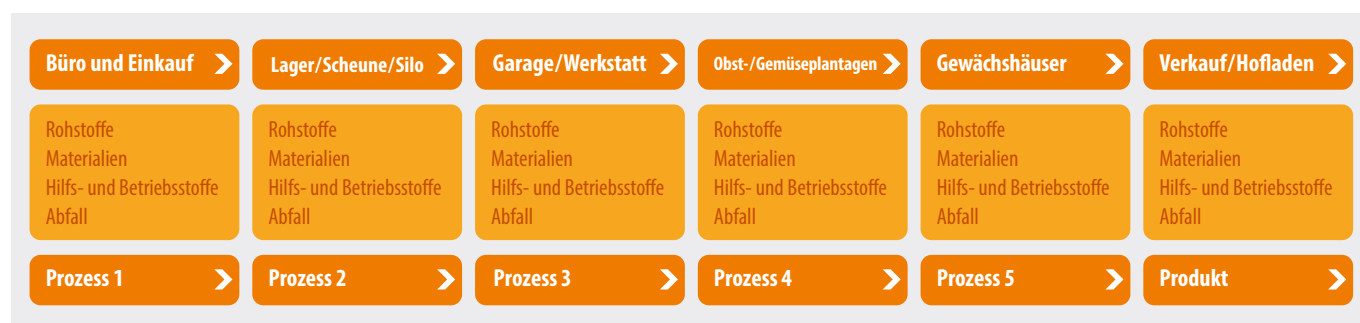 Büro und Einkauf
Lager/Scheune/Silo
Garage/Werkstatt
Obst-/Gemüseplantagen
Gewächshäuser
Verkauf/Hofladen
Rohstoffe
Materialien
Hilfs- und Betriebsstoffe
Abfall
Rohstoffe
Materialien
Hilfs- und Betriebsstoffe
Abfall
Rohstoffe
Materialien
Hilfs- und Betriebsstoffe
Abfall
Rohstoffe
Materialien
Hilfs- und Betriebsstoffe
Abfall
Rohstoffe
Materialien
Hilfs- und Betriebsstoffe
Abfall
Rohstoffe
Materialien
Hilfs- und Betriebsstoffe
Abfall
Prozess 1
Prozess 2
Prozess 3
Prozess 4
Prozess 5
Produkt